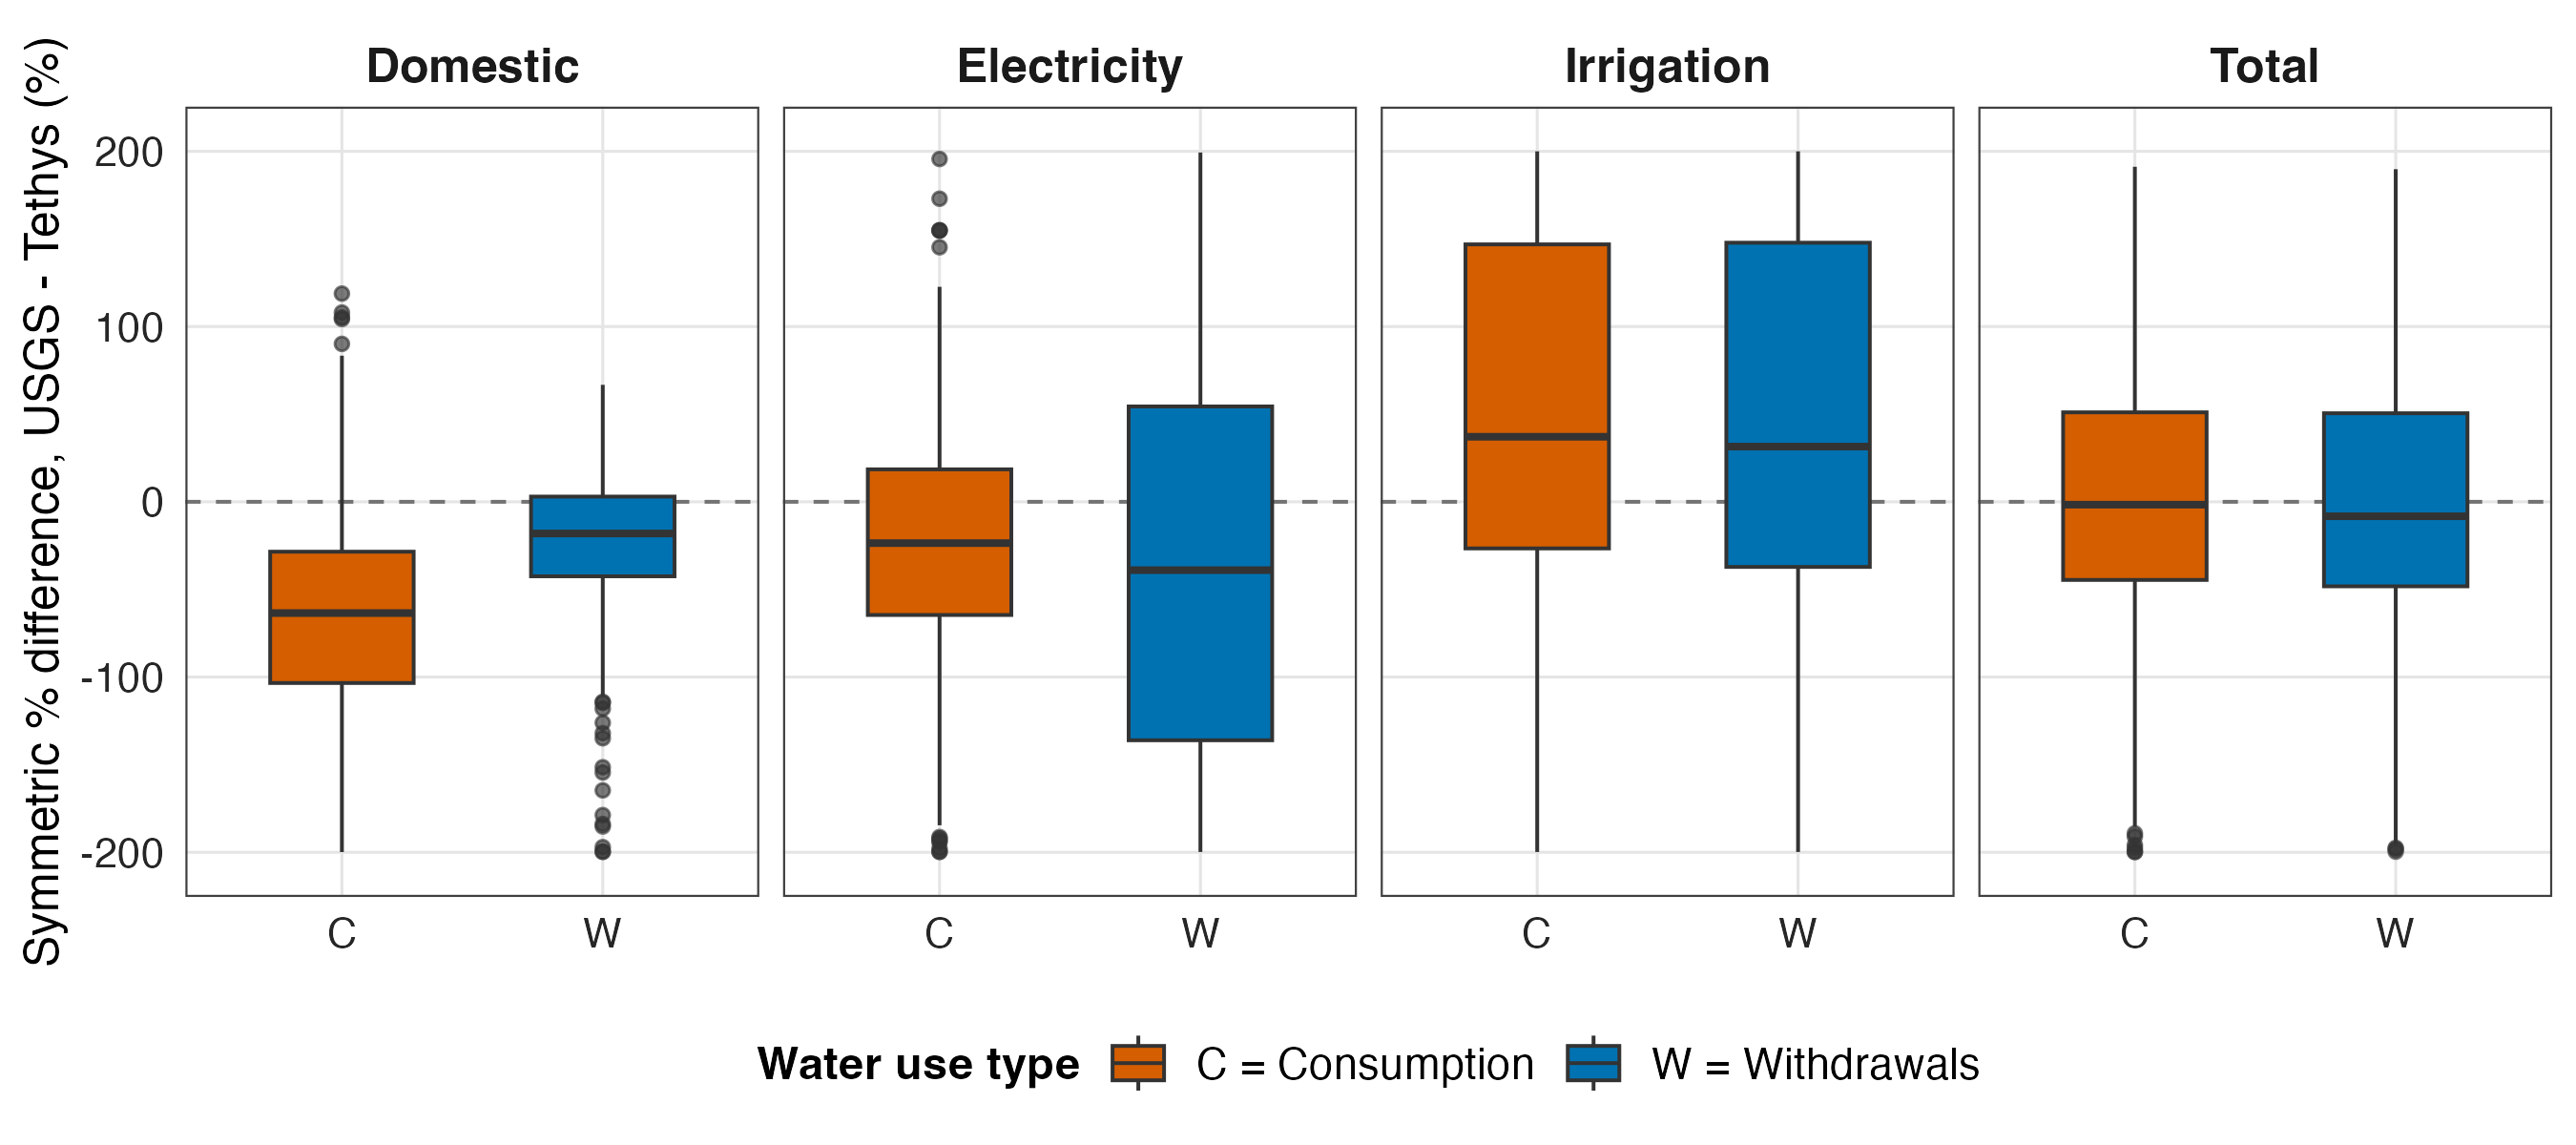 Domestic Electricity Irrigation Total
Symmetric % difference, USGS - Tethys (%)
200
100
0
-100
-200
C W C W C W C W
Water use type C = Consumption W = Withdrawals